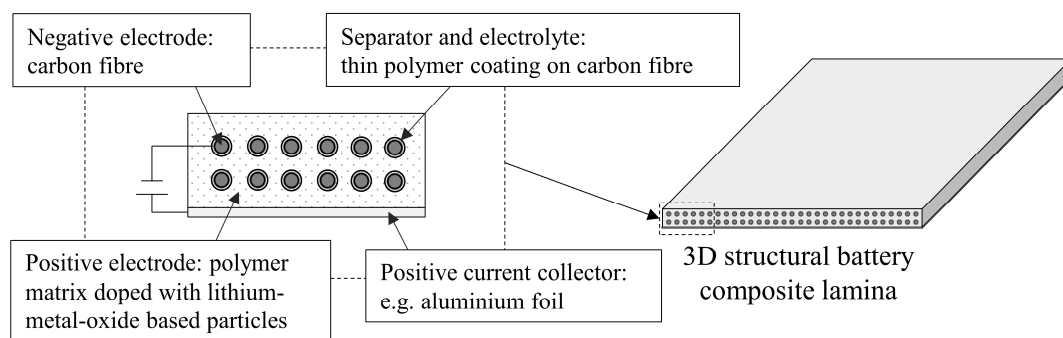 Negative electrode:
carbon fibre
Separator and electrolyte:
thin polymer coating on carbon fibre
Positive electrode: polymer
matrix doped with lithium-
metal-oxide based particles
Positive current collector:
e.g. aluminium foil
3D structural battery
composite lamina